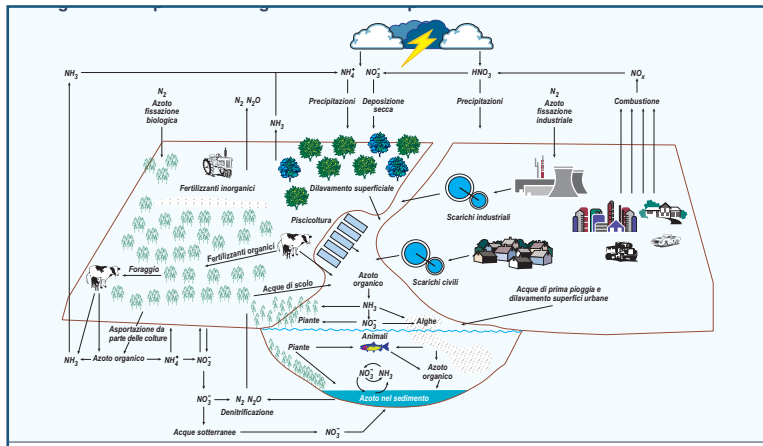 NH₃
NH₄⁺
NO₃⁻
HNO₃
NOₓ
N₂
Azoto
fissazione
biologica
N₂ N₂O
NH₃
Precipitazioni
Deposizione
secca
Precipitazioni
N₂
Azoto
fissazione
industriale
Combustione
Fertilizzanti inorganici
Dilavamento superficiale
Piscicoltura
Scarichi industriali
Fertilizzanti organici
Foraggio
Acque di scolo
Azoto
organico
Scarichi civili
Acque di prima pioggia e
dilavamento superfici urbane
NH₃
Piante
NO₃⁻
Alghe
Asportazione da
parte delle colture
Animali
NH₃
Azoto organico
NH₄⁺
NO₃⁻
Piante
NO₃⁻
NH₃
Azoto
organico
NO₃⁻
N₂ N₂O
Azoto nel sedimento
Denitrificazione
Acque sotterranee
NO₃⁻